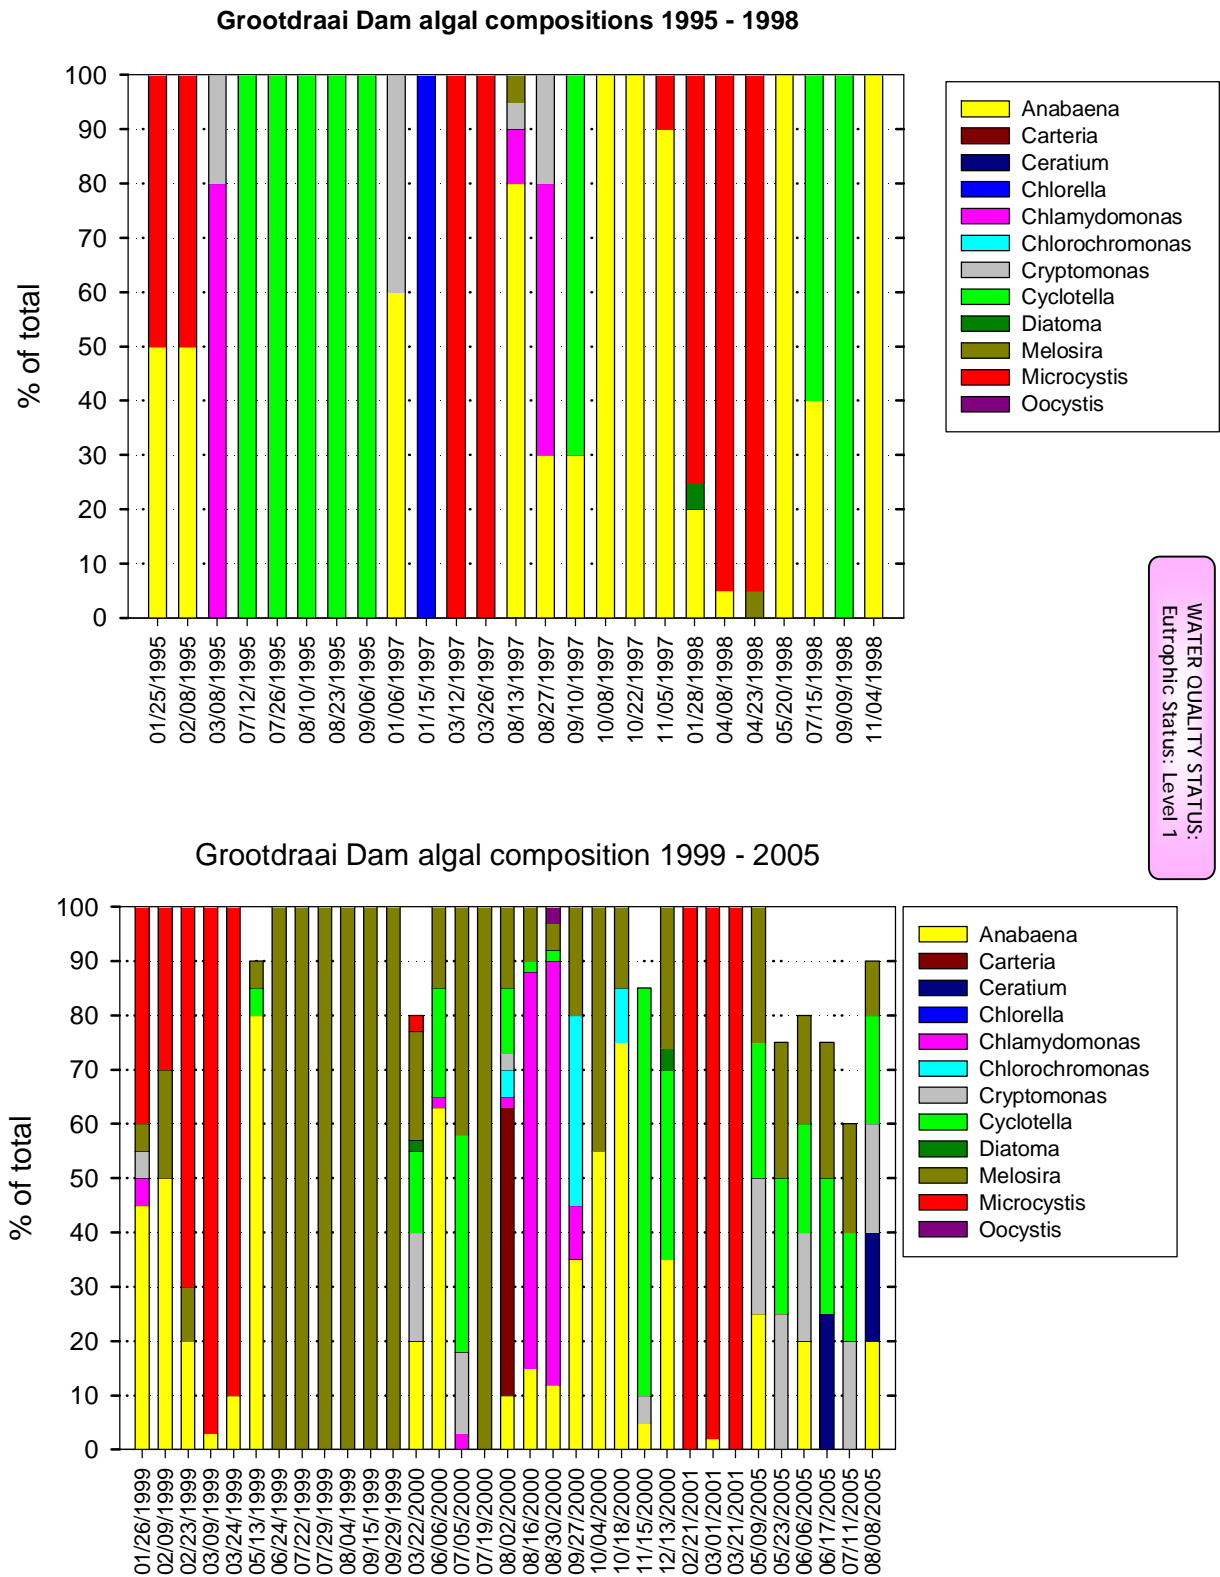 Grootdraai Dam algal compositions 1995 - 1998
% of total
100
90
80
70
60
50
40
30
20
10
0
01/25/1995
02/08/1995
03/08/1995
07/12/1995
07/26/1995
08/10/1995
08/23/1995
09/06/1995
01/06/1997
01/15/1997
03/12/1997
03/26/1997
08/13/1997
08/27/1997
09/10/1997
10/08/1997
10/22/1997
11/05/1997
01/28/1998
04/08/1998
04/23/1998
05/20/1998
07/15/1998
09/09/1998
11/04/1998
Anabaena
Carteria
Ceratium
Chlorella
Chlamydomonas
Chlorochromonas
Cryptomonas
Cyclotella
Diatoma
Melosira
Microcystis
Oocystis
WATER QUALITY STATUS:
Eutrophic Status: Level 1
Grootdraai Dam algal composition 1999 - 2005
% of total
100
90
80
70
60
50
40
30
20
10
0
01/26/1999
02/09/1999
02/23/1999
03/09/1999
03/24/1999
05/13/1999
06/24/1999
07/22/1999
07/29/1999
08/04/1999
09/15/1999
09/29/1999
03/22/2000
06/06/2000
07/05/2000
07/19/2000
08/02/2000
08/16/2000
08/30/2000
09/27/2000
10/04/2000
10/18/2000
11/15/2000
12/13/2000
02/21/2001
03/01/2001
03/21/2001
05/09/2005
05/23/2005
06/06/2005
06/17/2005
07/11/2005
08/08/2005
Anabaena
Carteria
Ceratium
Chlorella
Chlamydomonas
Chlorochromonas
Cryptomonas
Cyclotella
Diatoma
Melosira
Microcystis
Oocystis